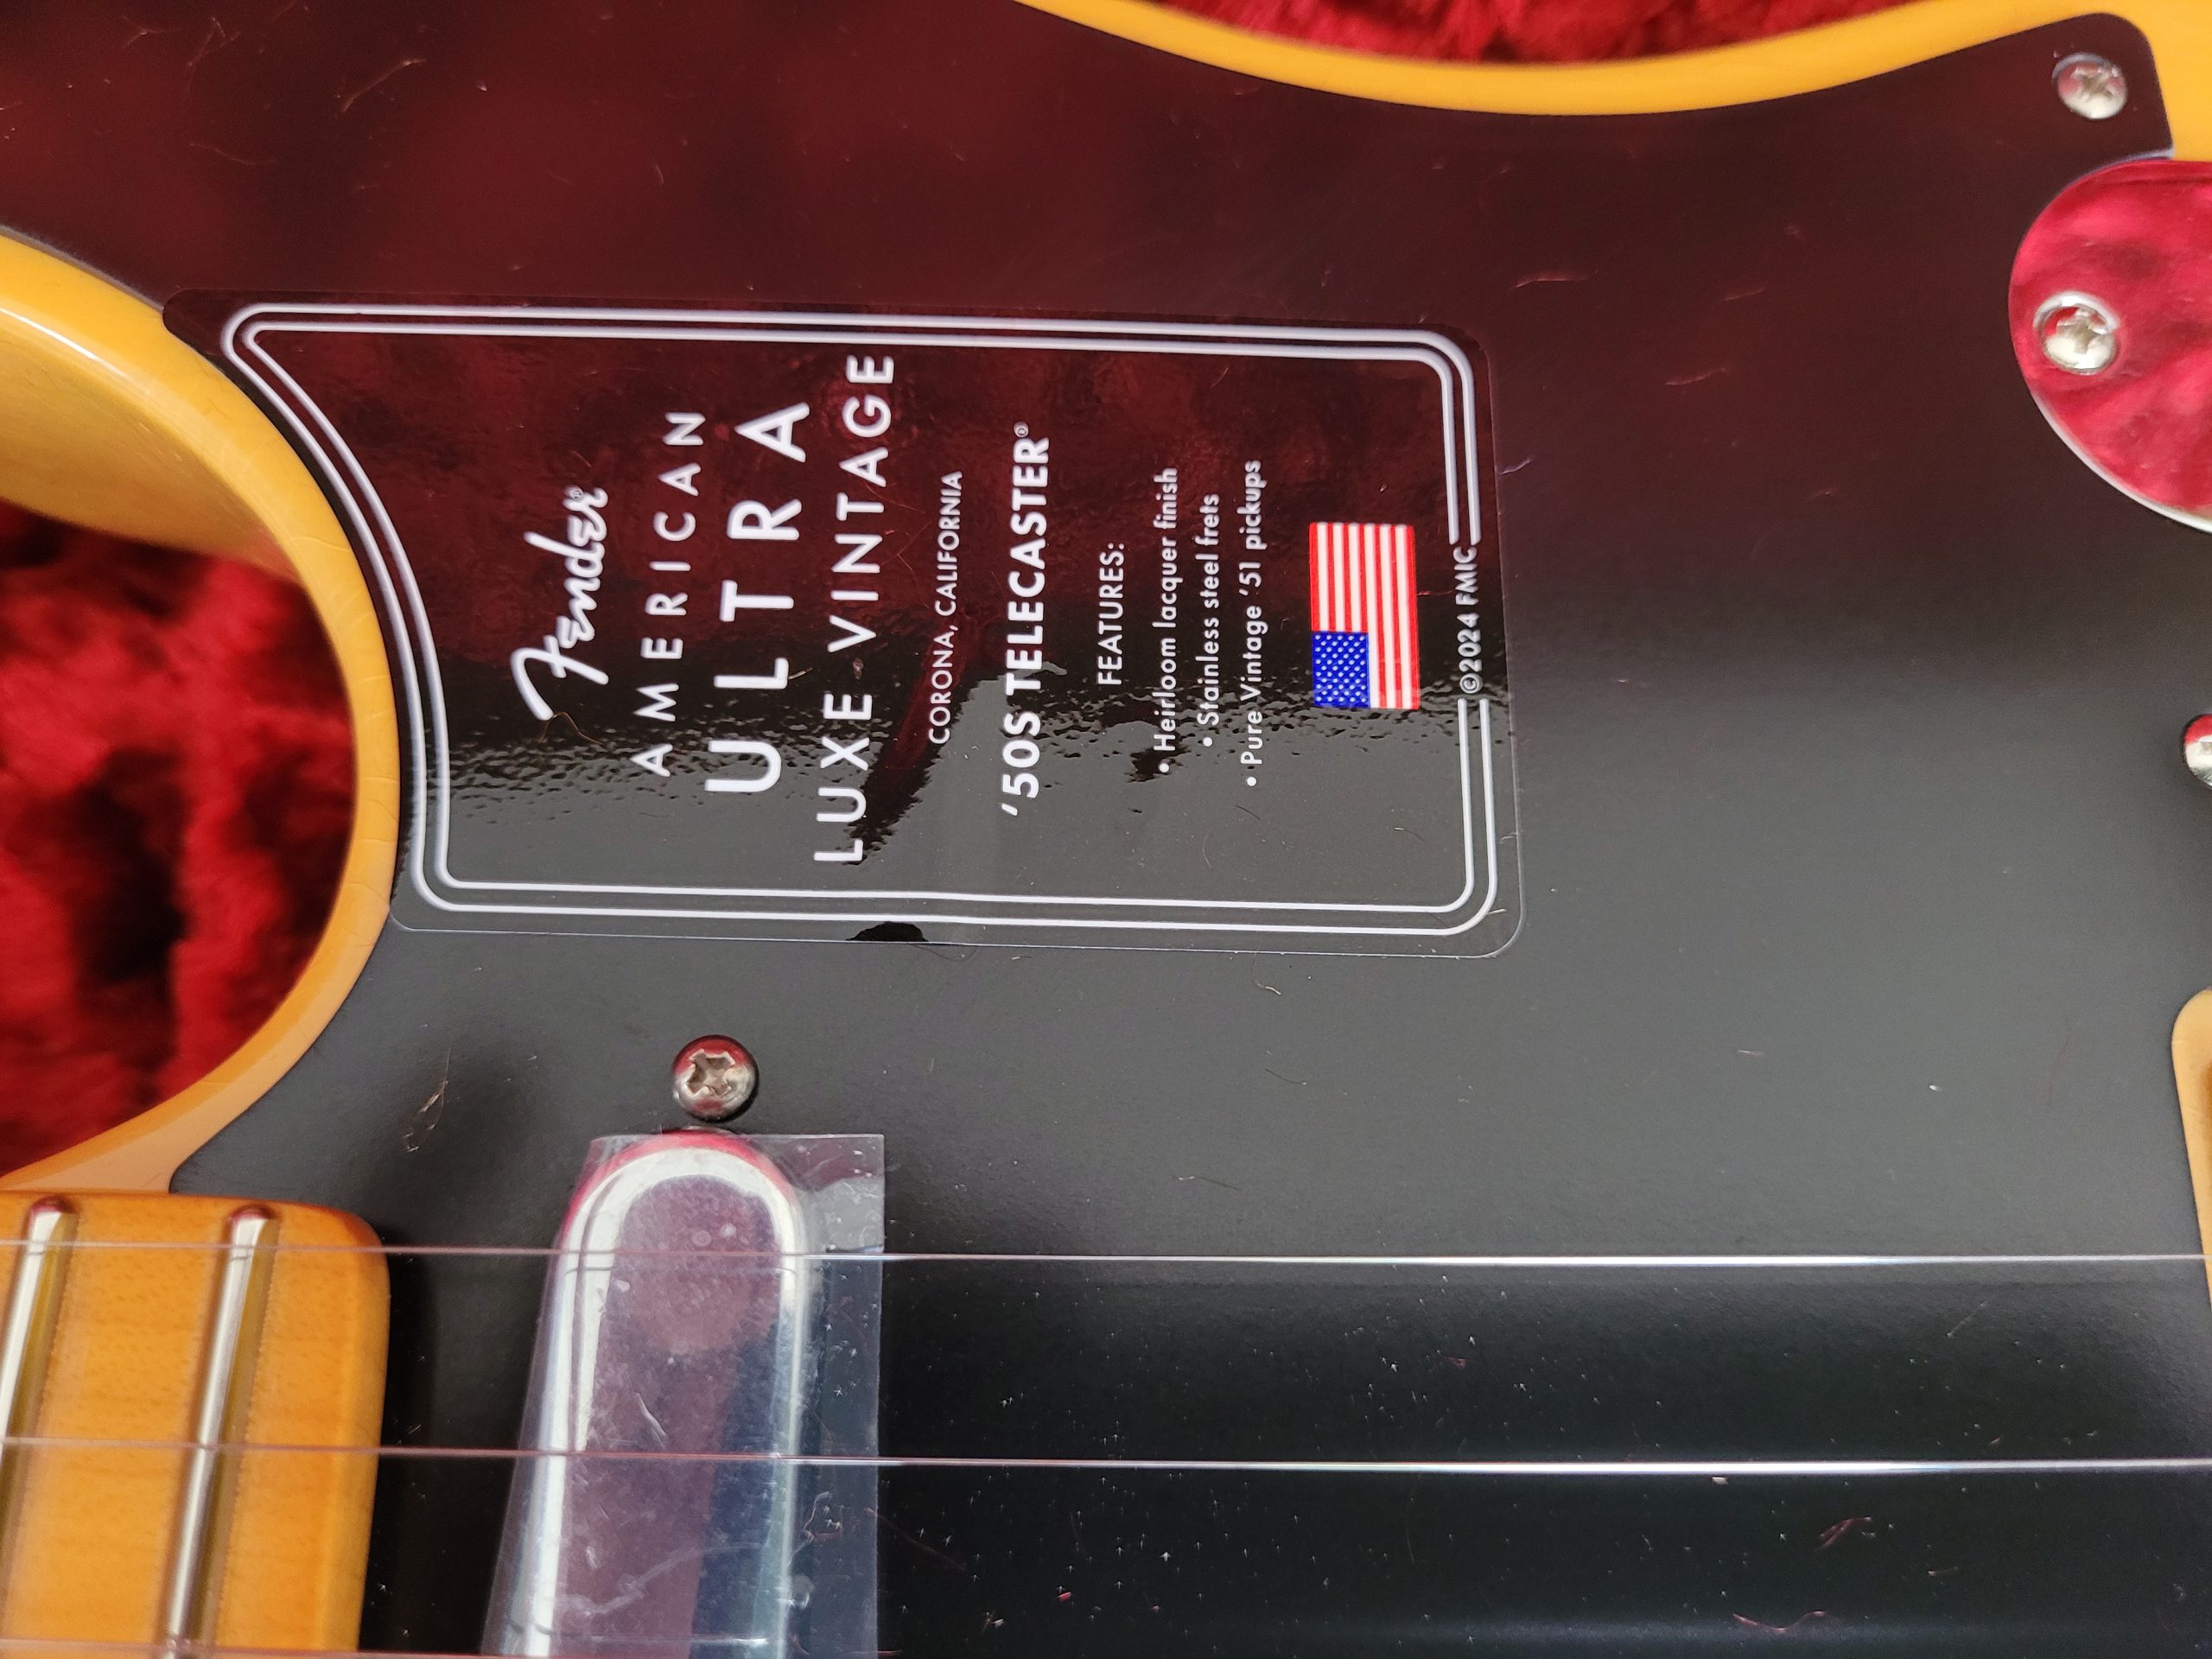 Fender®
AMERICAN
ULTRA
LUXE VINTAGE
CORONA, CALIFORNIA
'50S TELECASTER®
FEATURES:
• Heirloom lacquer finish
• Stainless steel frets
• Pure Vintage '51 pickups
©2024 FMIC